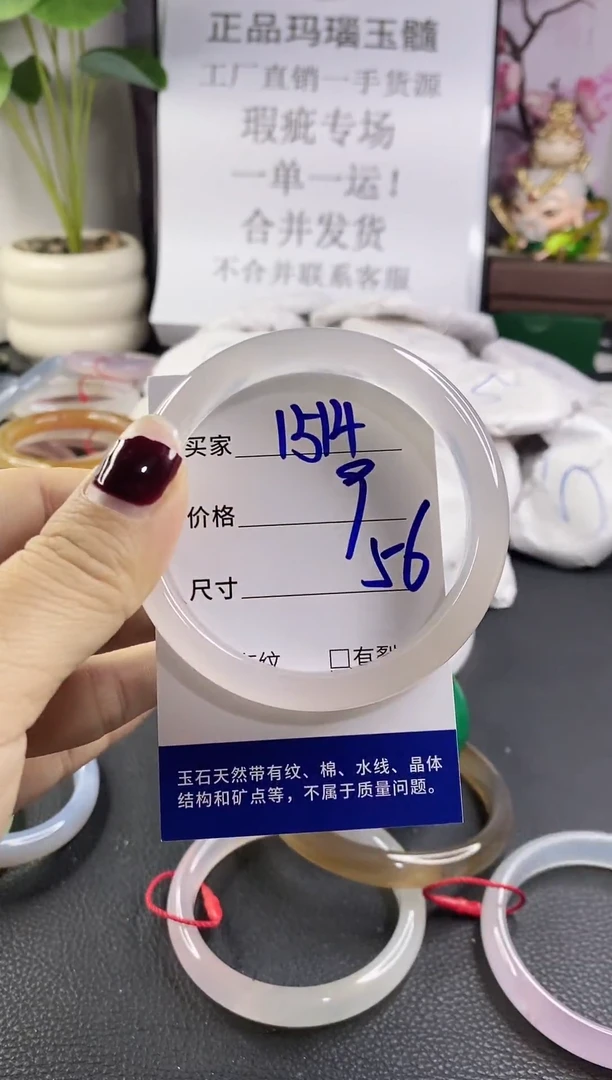 正品玛瑙玉髓
工厂直销一手货源
瑕疵专场
一单一运！
合并发货
不合并联系客服
买家 1514
价格 9
尺寸 56
纹 □有裂
玉石天然带有纹、棉、水线、晶体
结构和矿点等，不属于质量问题。